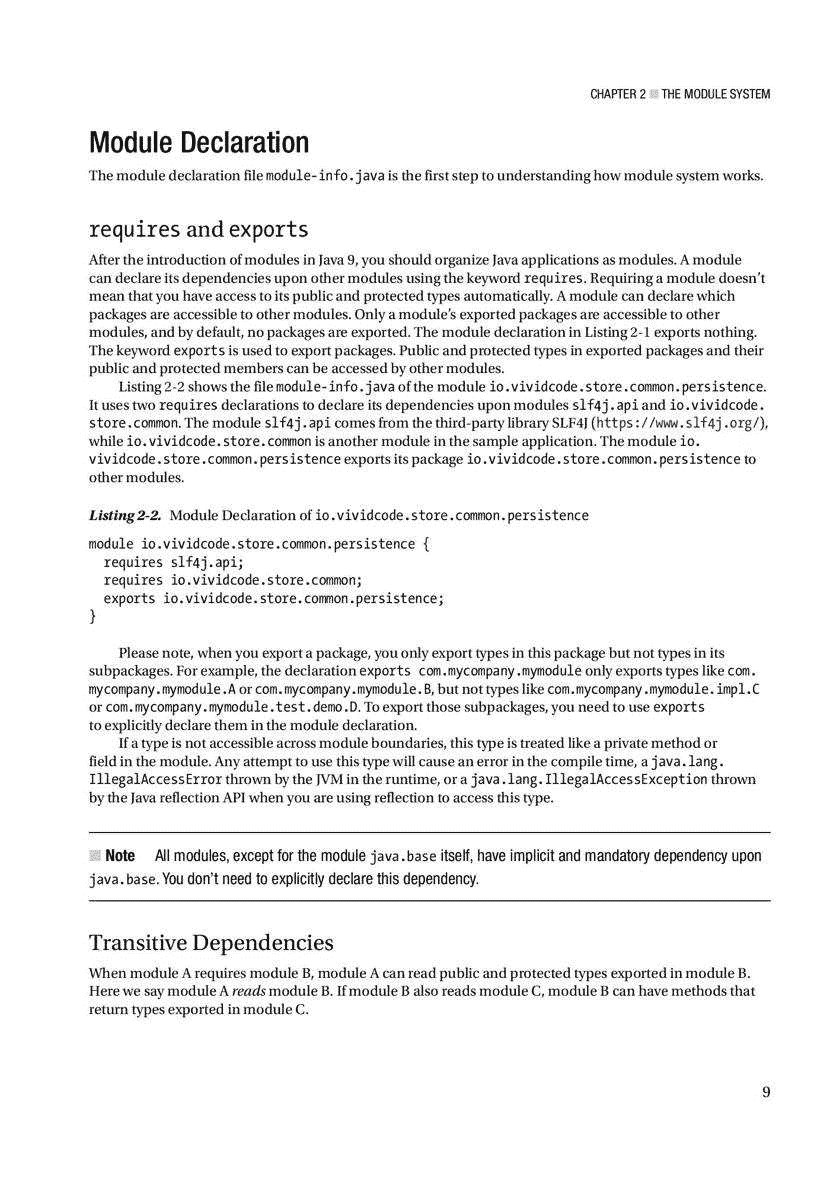 CHAPTER 2 ■ THE MODULE SYSTEM
Module Declaration
The module declaration file module-info.java is the first step to understanding how module system works.
requires and exports
After the introduction of modules in Java 9, you should organize Java applications as modules. A module
can declare its dependencies upon other modules using the keyword requires. Requiring a module doesn't
mean that you have access to its public and protected types automatically. A module can declare which
packages are accessible to other modules. Only a module's exported packages are accessible to other
modules, and by default, no packages are exported. The module declaration in Listing 2-1 exports nothing.
The keyword exports is used to export packages. Public and protected types in exported packages and their
public and protected members can be accessed by other modules.
Listing 2-2 shows the file module-info.java of the module io.vividcode.store.common.persistence.
It uses two requires declarations to declare its dependencies upon modules slf4j.api and io.vividcode.
store.common. The module slf4j.api comes from the third-party library SLF4J (https://www.slf4j.org/),
while io.vividcode.store.common is another module in the sample application. The module io.
vividcode.store.common.persistence exports its package io.vividcode.store.common.persistence to
other modules.
Listing 2-2. Module Declaration of io.vividcode.store.common.persistence
module io.vividcode.store.common.persistence {
  requires slf4j.api;
  requires io.vividcode.store.common;
  exports io.vividcode.store.common.persistence;
}
Please note, when you export a package, you only export types in this package but not types in its
subpackages. For example, the declaration exports com.mycompany.mymodule only exports types like com.
mycompany.mymodule.A or com.mycompany.mymodule.B, but not types like com.mycompany.mymodule.impl.C
or com.mycompany.mymodule.test.demo.D. To export those subpackages, you need to use exports
to explicitly declare them in the module declaration.
If a type is not accessible across module boundaries, this type is treated like a private method or
field in the module. Any attempt to use this type will cause an error in the compile time, a java.lang.
IllegalAccessError thrown by the JVM in the runtime, or a java.lang.IllegalAccessException thrown
by the Java reflection API when you are using reflection to access this type.
■ Note All modules, except for the module java.base itself, have implicit and mandatory dependency upon
java.base. You don't need to explicitly declare this dependency.
Transitive Dependencies
When module A requires module B, module A can read public and protected types exported in module B.
Here we say module A reads module B. If module B also reads module C, module B can have methods that
return types exported in module C.
9